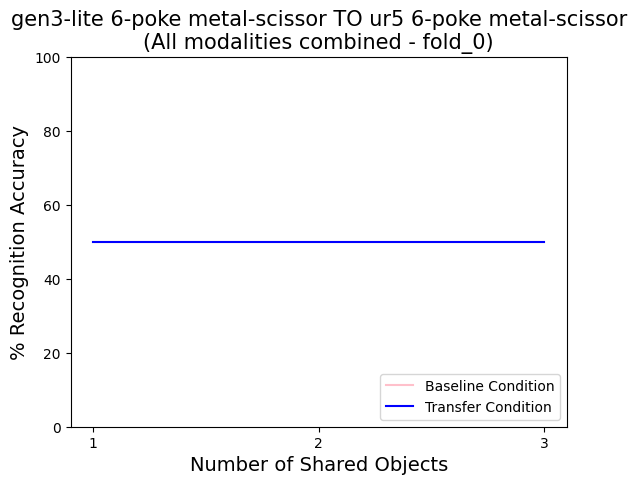 gen3-lite 6-poke metal-scissor TO ur5 6-poke metal-scissor
(All modalities combined - fold_0)
% Recognition Accuracy
100
80
60
40
20
0
Baseline Condition
Transfer Condition
1 2 3
Number of Shared Objects